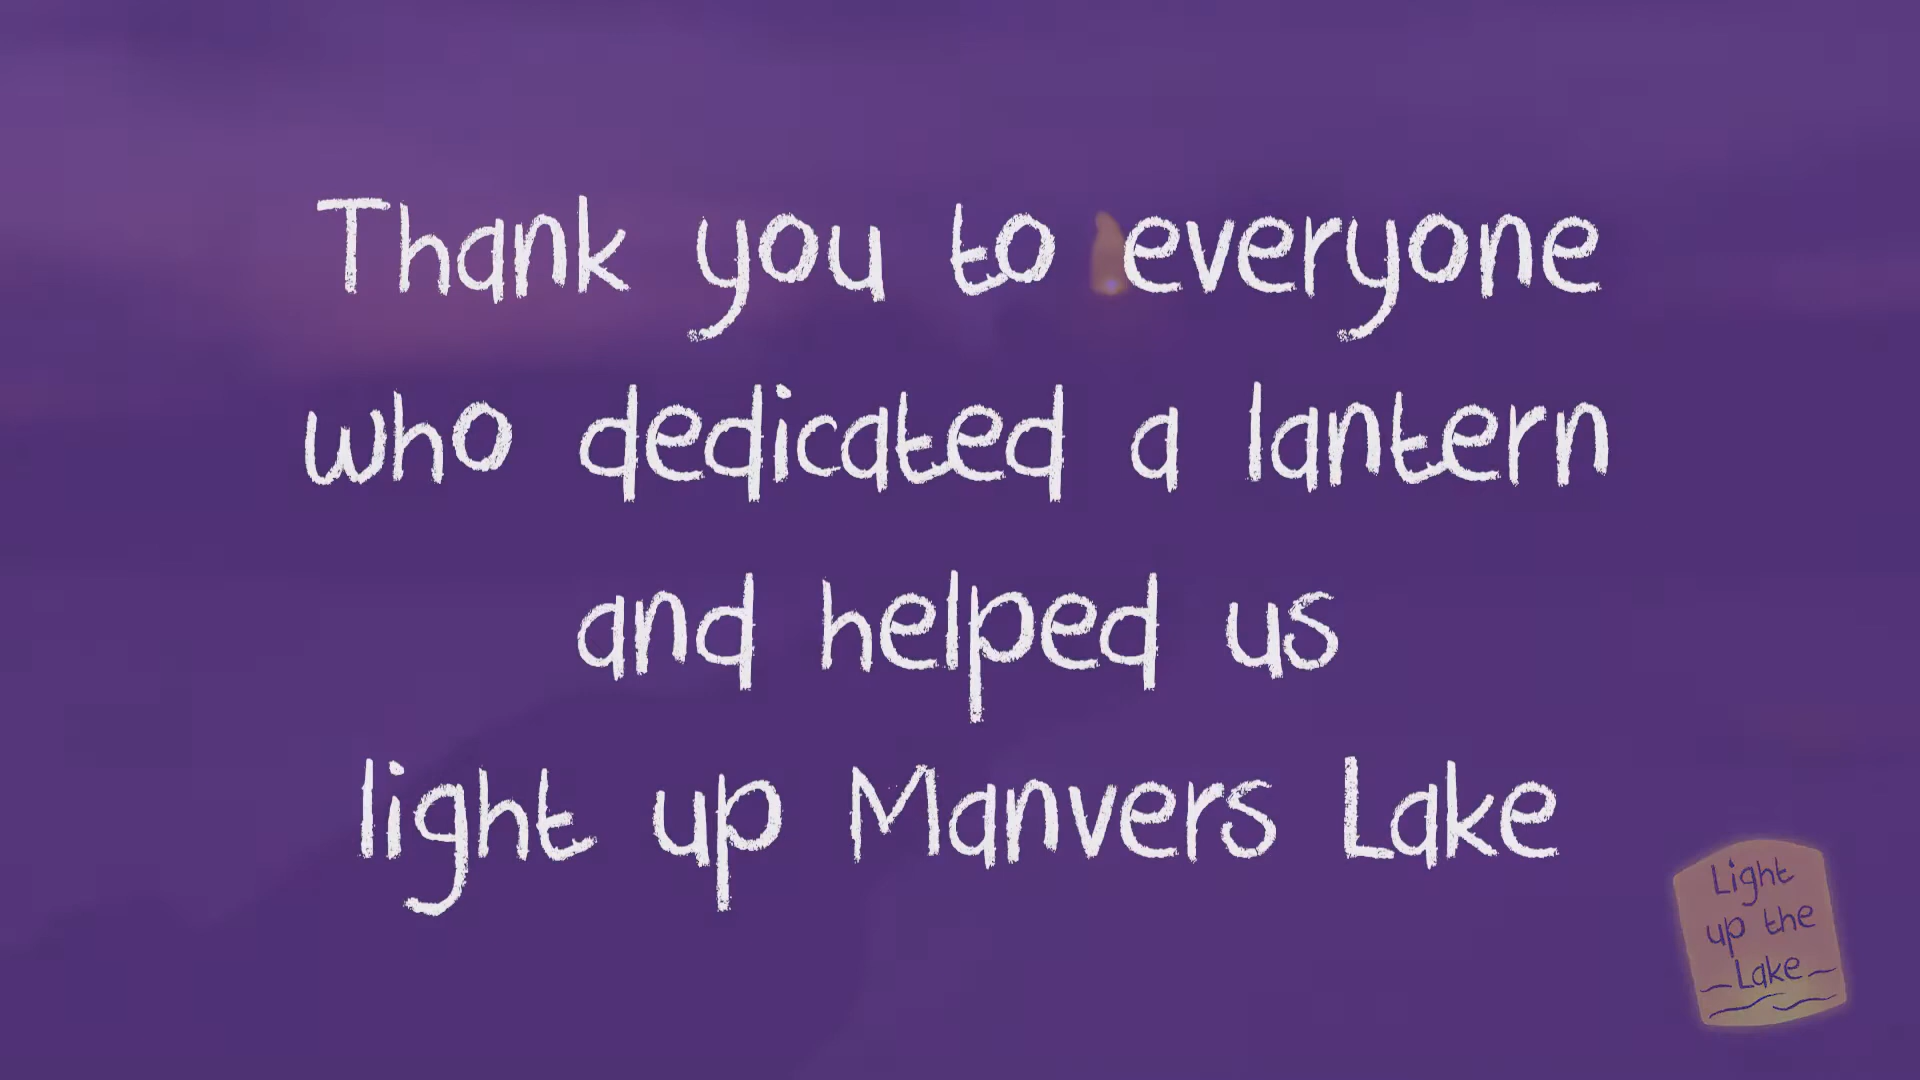 Thank you to everyone
who dedicated a lantern
and helped us
light up Manvers Lake
Light
up the
Lake